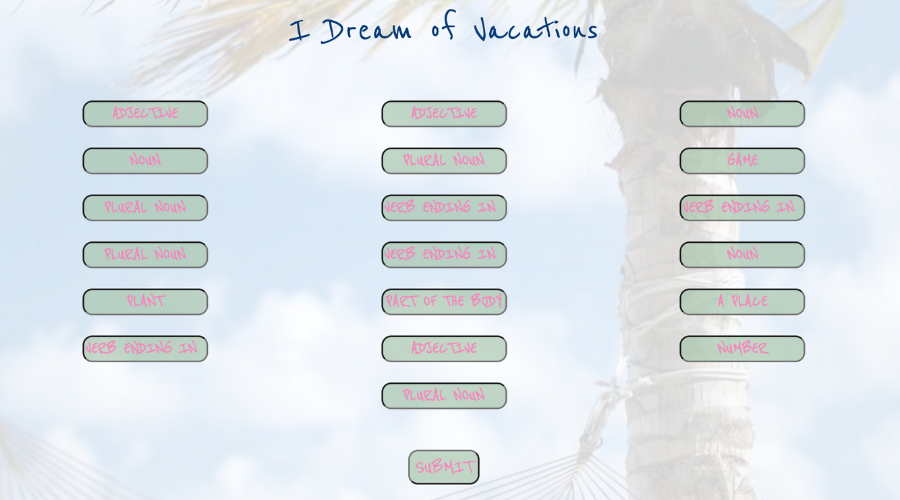 I Dream of Vacations
ADJECTIVE
NOUN
PLURAL NOUN
PLURAL NOUN
PLANT
VERB ENDING IN
ADJECTIVE
PLURAL NOUN
VERB ENDING IN
VERB ENDING IN
PART OF THE BODY
ADJECTIVE
PLURAL NOUN
NOUN
GAME
VERB ENDING IN
NOUN
A PLACE
NUMBER
SUBMIT